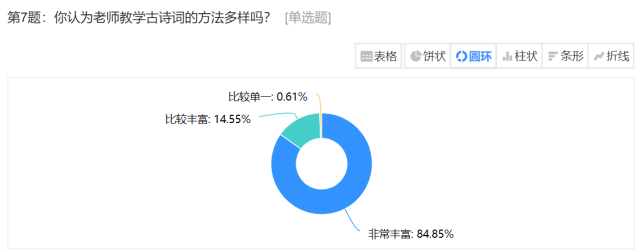 第7题：你认为老师教学古诗词的方法多样吗？ [单选题]
表格 饼状 圆环 柱状 条形 折线
比较单一: 0.61%
比较丰富: 14.55%
非常丰富: 84.85%